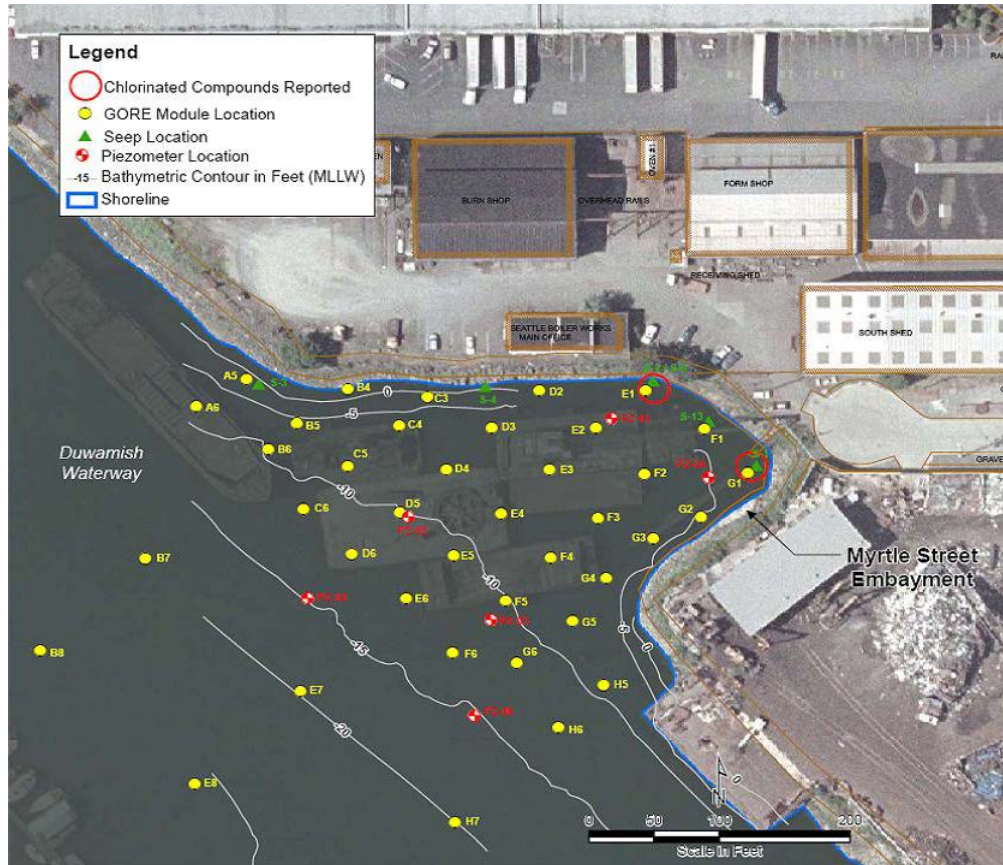 Legend
Chlorinated Compounds Reported
GORE Module Location
Seep Location
Piezometer Location
-15 Bathymetric Contour in Feet (MLLW)
Shoreline
BURN SHOP
OVERHEAD RAILS
FORM SHOP
RECEIVING SHED
SEATTLE BOILER WORKS
MAIN OFFICE
SOUTH SHED
A5
S-3
B4
0
C3
S-4
D2
E1
A6
-5
B5
C4
D3
E2
S-13
F1
Duwamish
Waterway
B6
C5
D4
E3
F2
G1
-10
C6
D5
E4
F3
G2
G3
B7
D6
E5
F4
Myrtle Street
Embayment
-10
G4
E6
F5
G5
-5
0
B8
-15
F6
G6
E7
H5
-20
H6
0
E8
N
H7
0
50
100
200
Scale in Feet